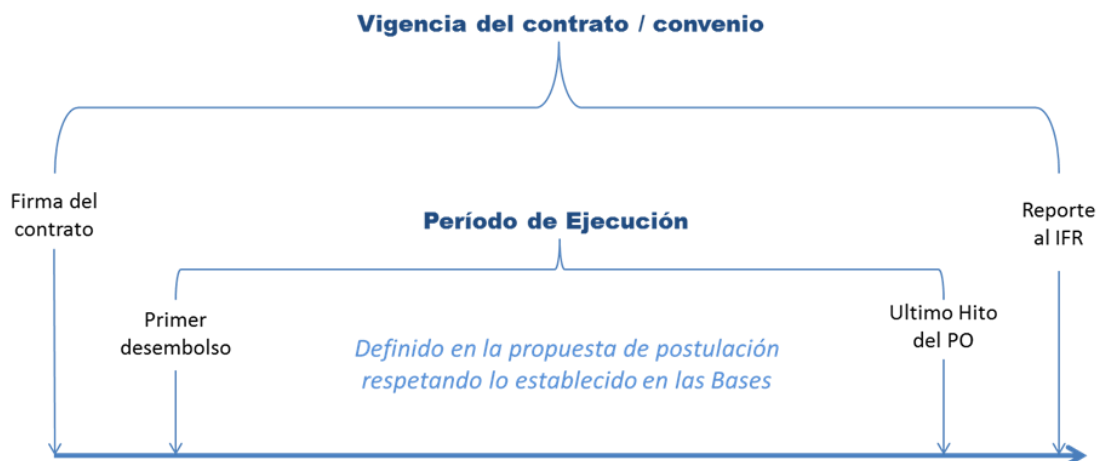 Vigencia del contrato / convenio
Firma del
contrato
Reporte
al IFR
Período de Ejecución
Primer
desembolso
Ultimo Hito
del PO
Definido en la propuesta de postulación
respetando lo establecido en las Bases